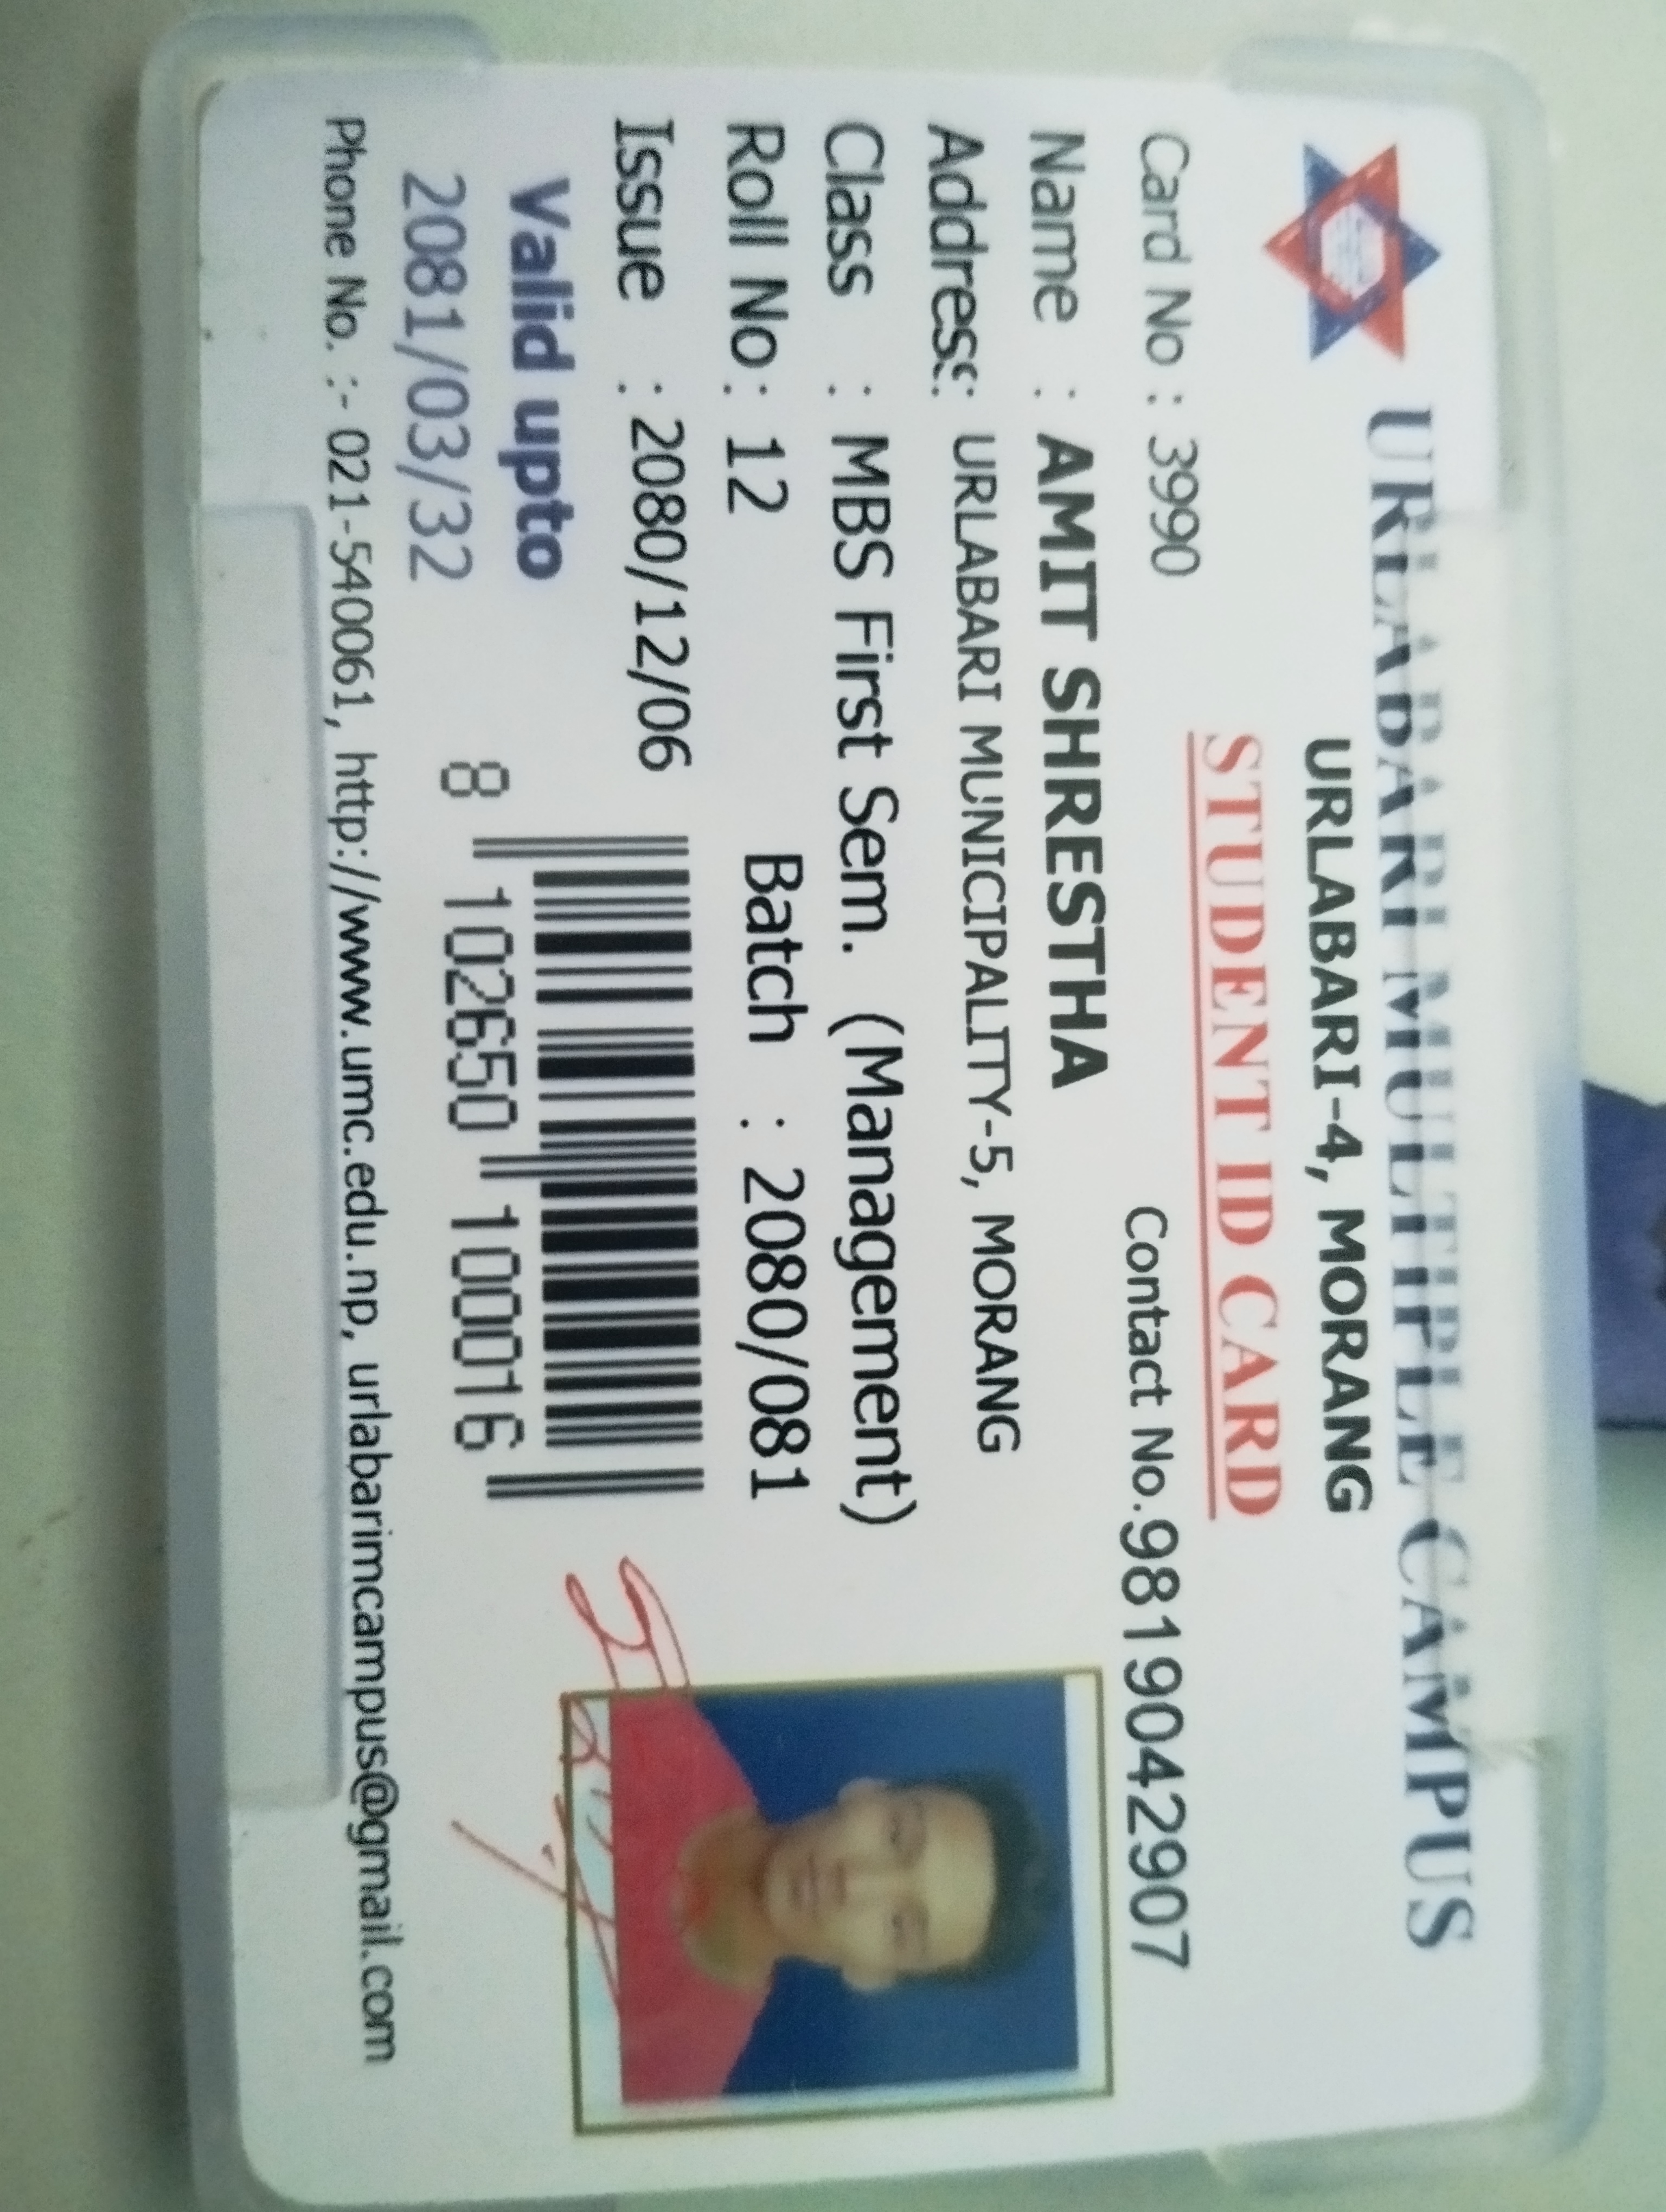 URLABARI MULTIPLE CAMPUS
URLABARI-4, MORANG
STUDENT ID CARD
Card No : 3990 Contact No.9819042907
Name : AMIT SHRESTHA
Address: URLABARI MUNICIPALITY-5, MORANG
Class : MBS First Sem. (Management)
Roll No : 12 Batch : 2080/081
Issue : 2080/12/06
Valid upto
2081/03/32
8 102650 100016
Phone No. :- 021-540061, http://www.umc.edu.np, urlabarimcampus@gmail.com